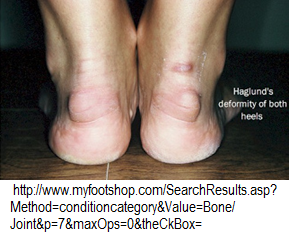 Haglund's
deformity of both
heels
http://www.myfootshop.com/SearchResults.asp?
Method=conditioncategory&Value=Bone/
Joint&p=7&maxOps=0&theCkBox=